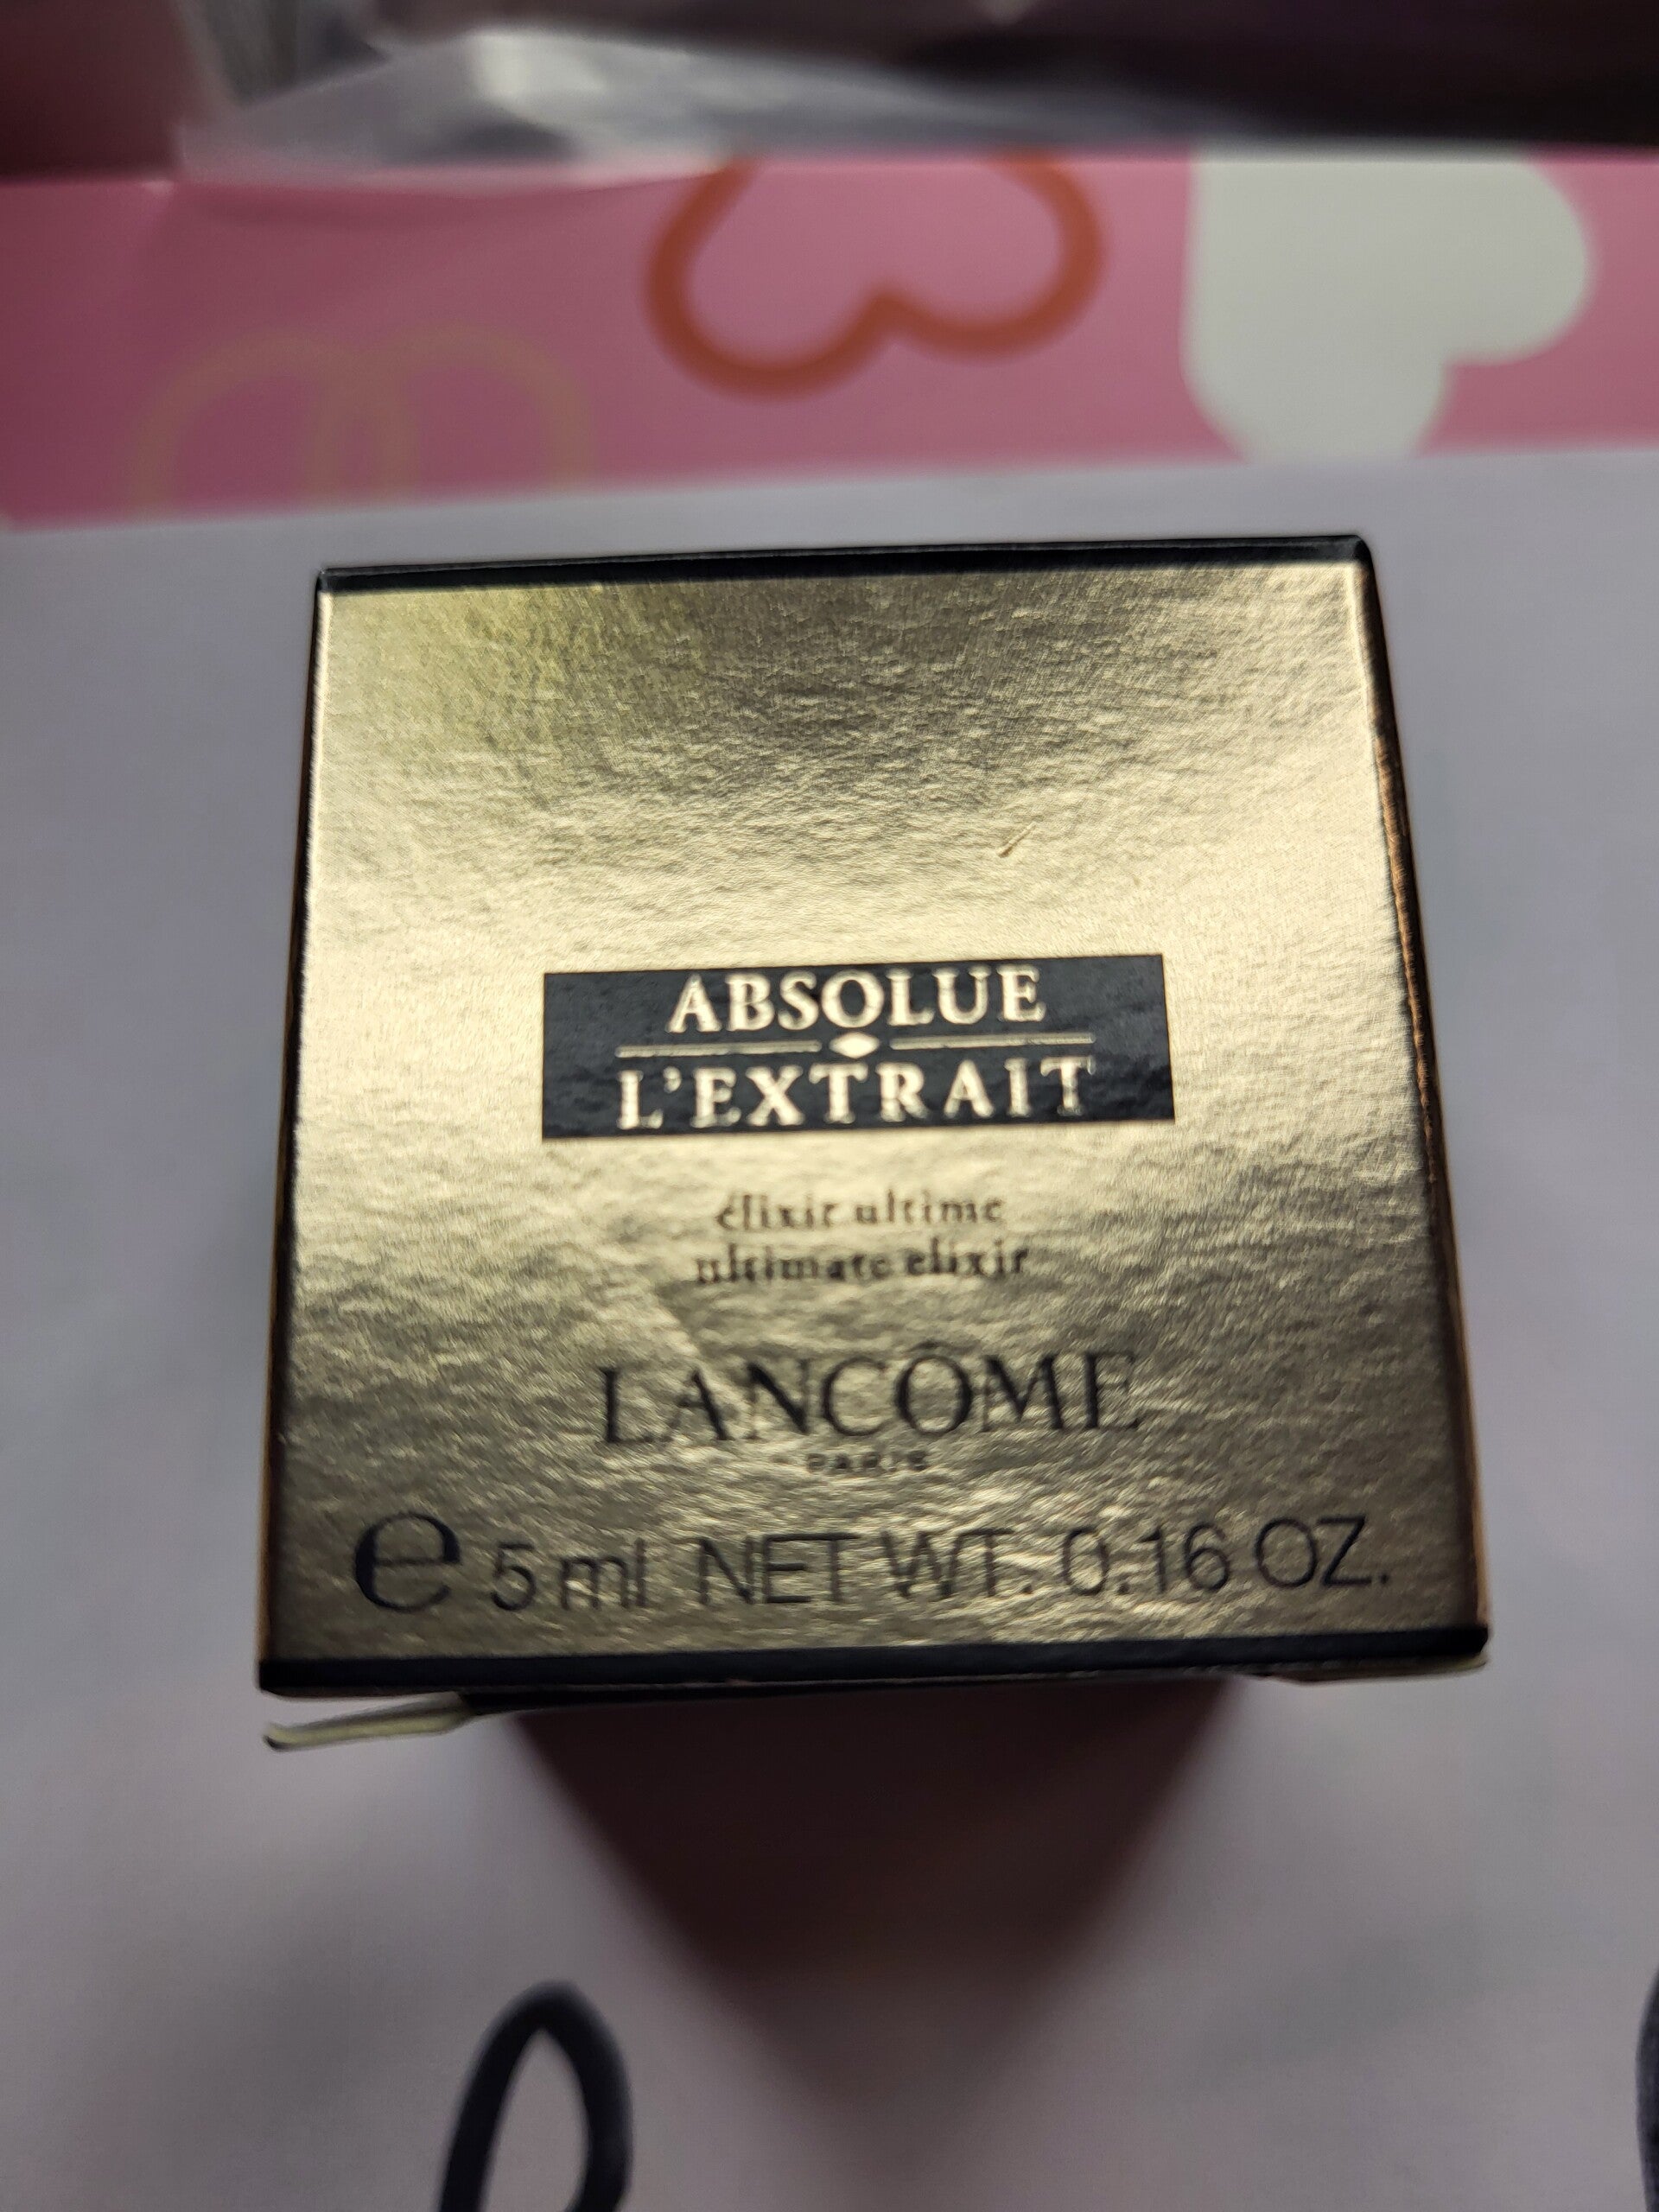 ABSOLUE
L'EXTRAIT
élixir ultime
ultimate elixir
LANCÔME
PARIS
e 5 ml NET WT. 0.16 OZ.